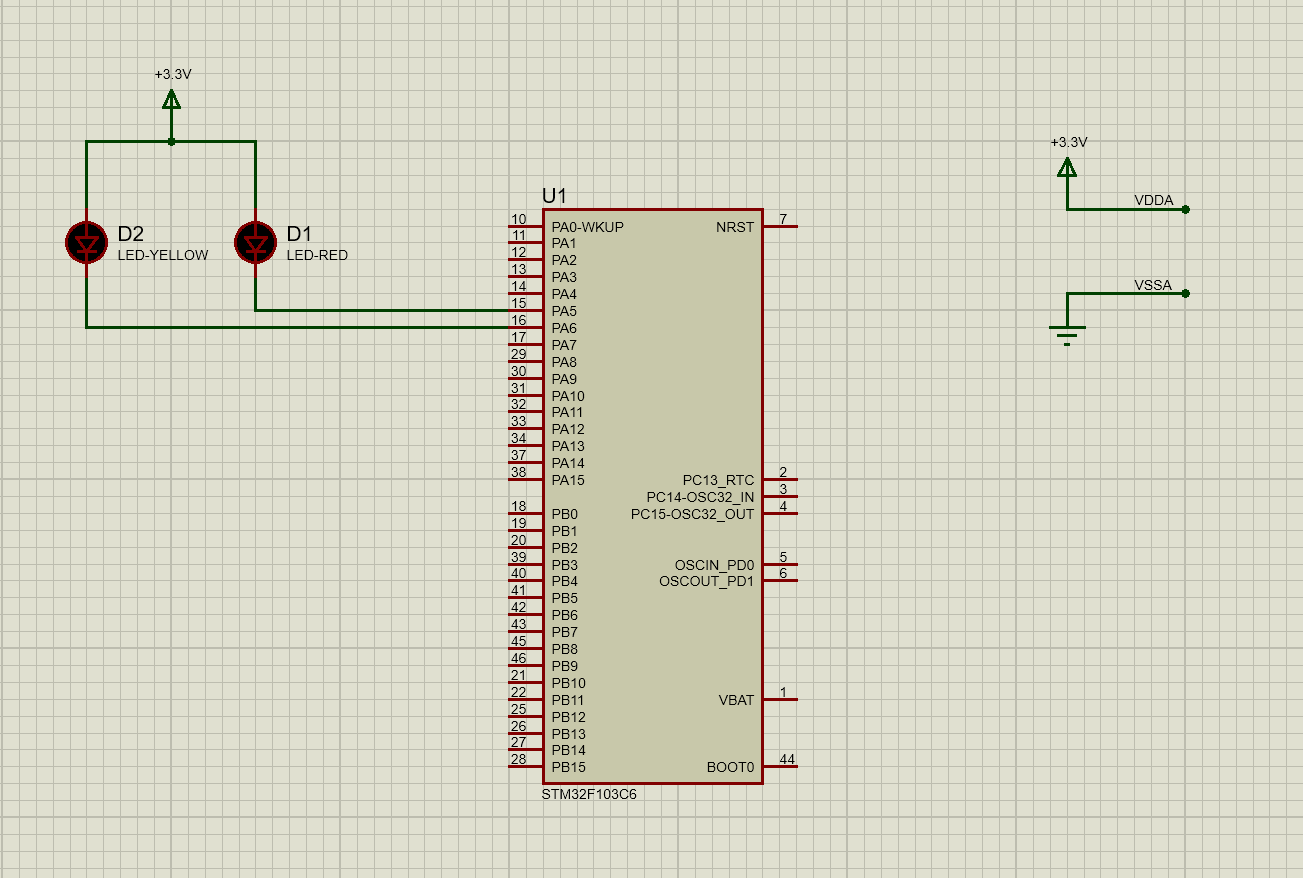 +3.3V
D2
LED-YELLOW
D1
LED-RED
+3.3V
VDDA
VSSA
U1
10 PA0-WKUP
11 PA1
12 PA2
13 PA3
14 PA4
15 PA5
16 PA6
17 PA7
29 PA8
30 PA9
31 PA10
32 PA11
33 PA12
34 PA13
37 PA14
38 PA15
18 PB0
19 PB1
20 PB2
39 PB3
40 PB4
41 PB5
42 PB6
43 PB7
45 PB8
46 PB9
21 PB10
22 PB11
25 PB12
26 PB13
27 PB14
28 PB15
NRST 7
PC13_RTC 2
PC14-OSC32_IN 3
PC15-OSC32_OUT 4
OSCIN_PD0 5
OSCOUT_PD1 6
VBAT 1
BOOT0 44
STM32F103C6